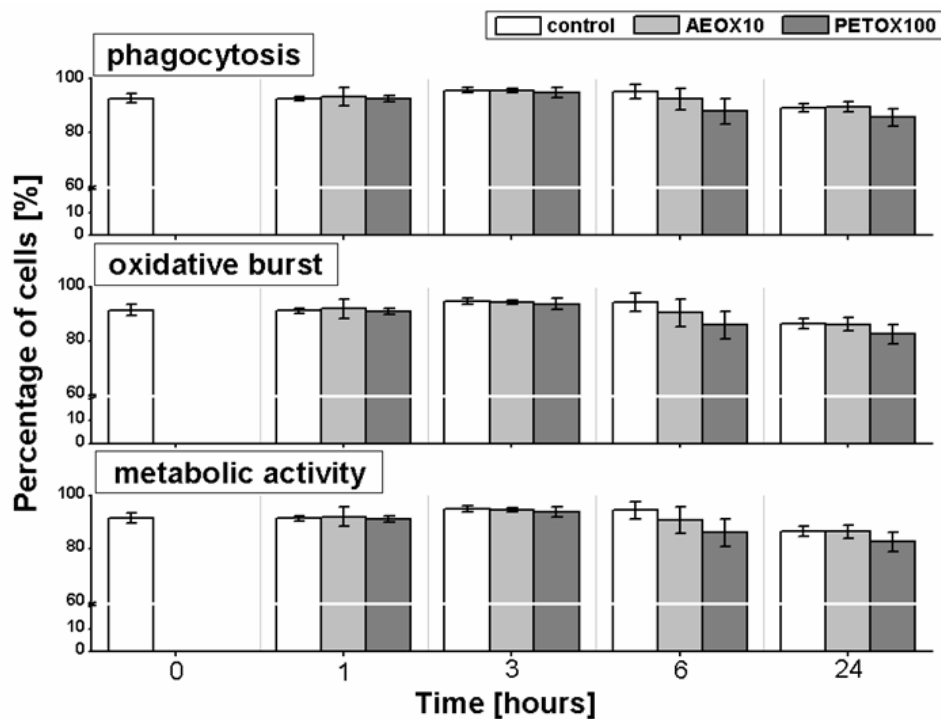 control AEOX10 PETOX100
phagocytosis
100
80
60
10
0
oxidative burst
100
80
60
10
0
metabolic activity
100
80
60
10
0
Percentage of cells [%]
0 1 3 6 24
Time [hours]